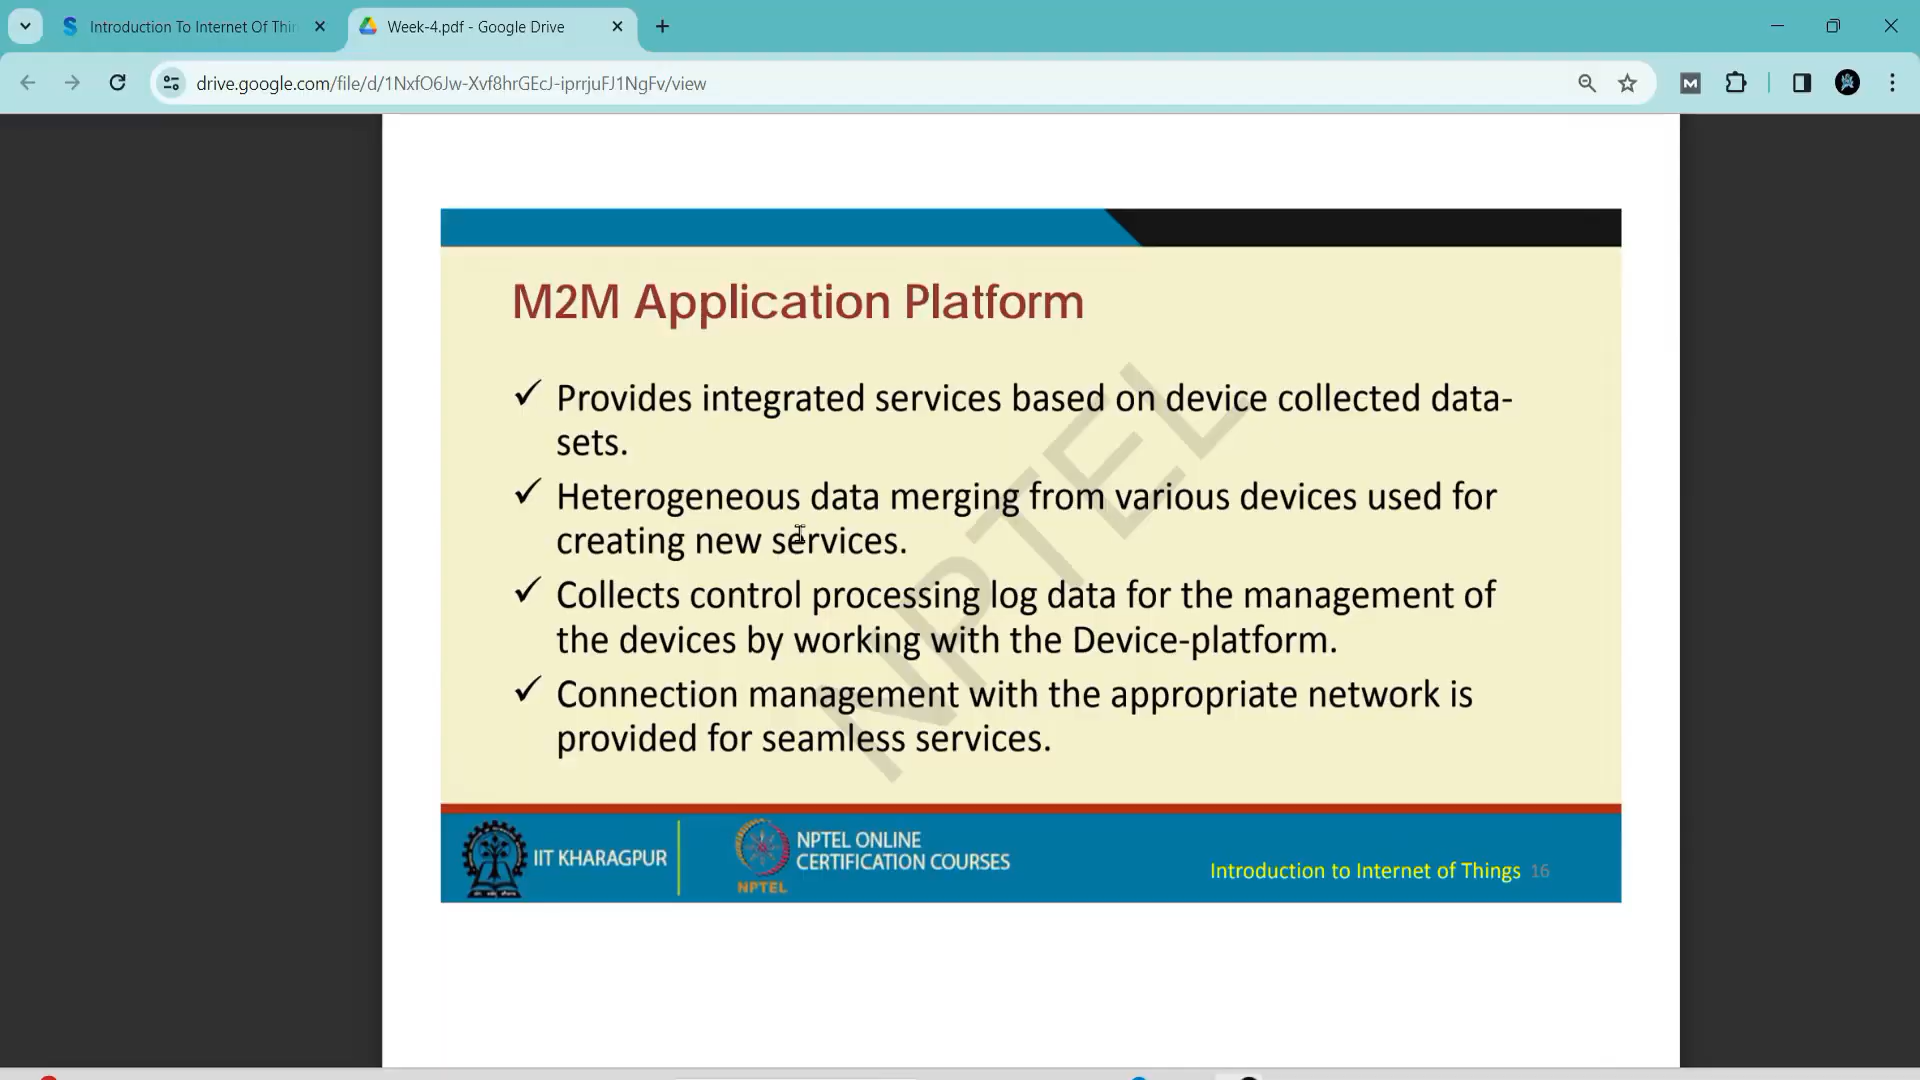 Introduction To Internet Of Thin
Week-4.pdf - Google Drive
drive.google.com/file/d/1NxfO6Jw-Xvf8hrGEcJ-iprrjuFJ1NgFv/view
M
M2M Application Platform
✓ Provides integrated services based on device collected data-
sets.
✓ Heterogeneous data merging from various devices used for
creating new services.
✓ Collects control processing log data for the management of
the devices by working with the Device-platform.
✓ Connection management with the appropriate network is
provided for seamless services.
NPTEL
IIT KHARAGPUR
NPTEL ONLINE
CERTIFICATION COURSES
NPTEL
Introduction to Internet of Things 16